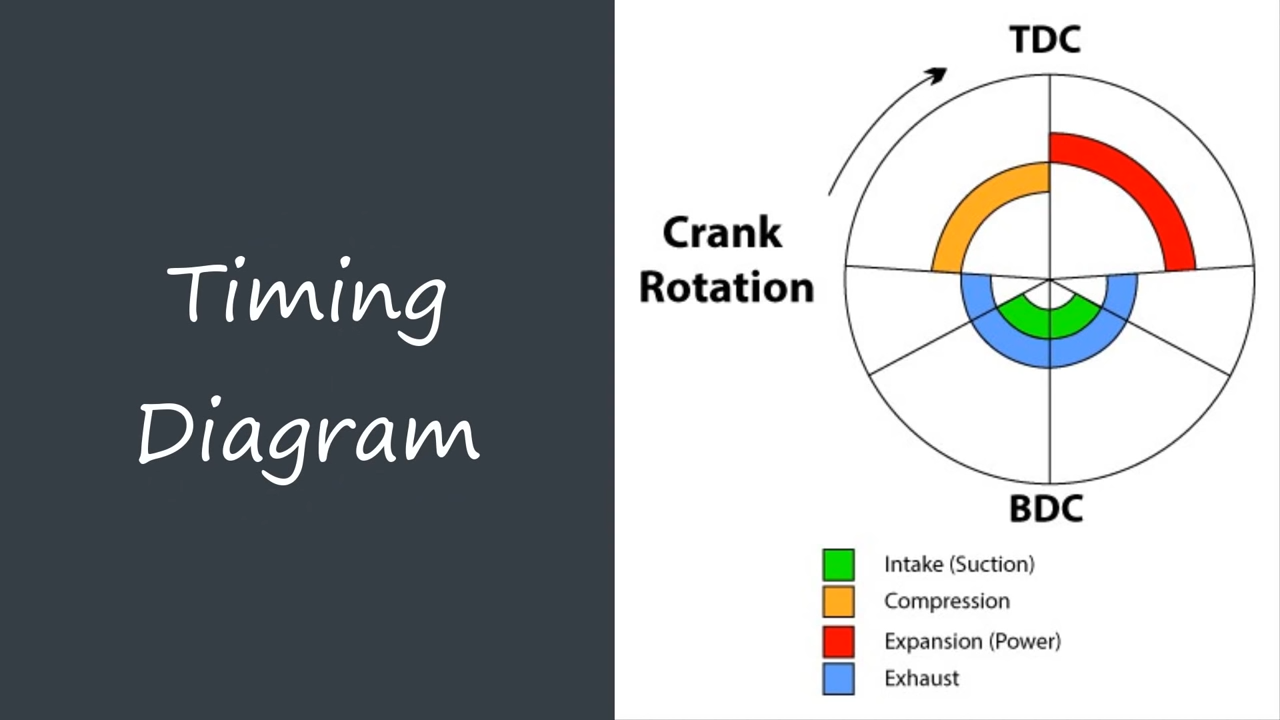 Timing
Diagram
TDC
Crank
Rotation
BDC
Intake (Suction)
Compression
Expansion (Power)
Exhaust